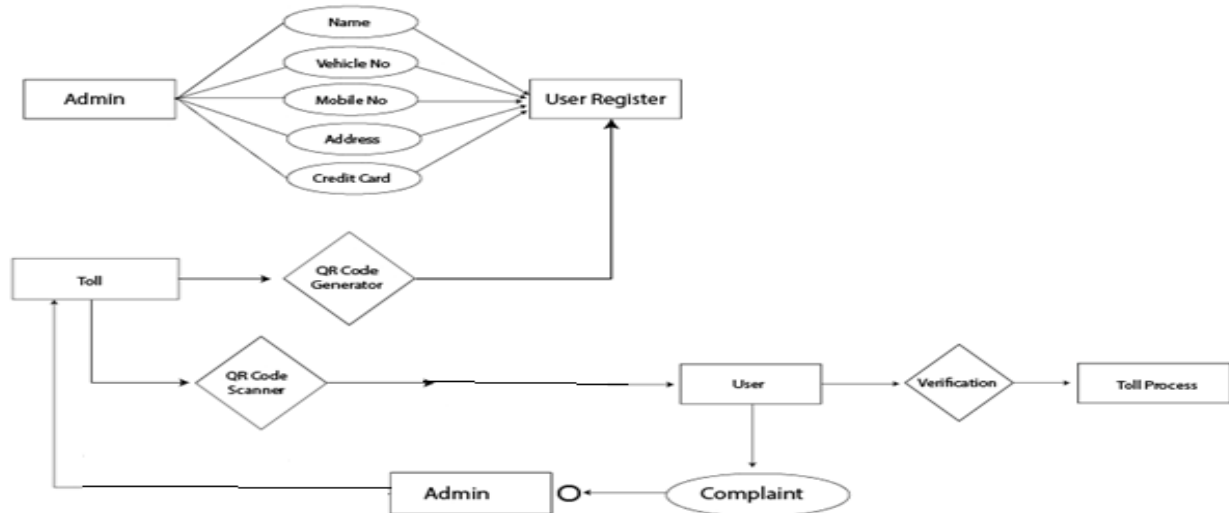 Name
Vehicle No
Admin
Mobile No
User Register
Address
Credit Card
Toll
QR Code
Generator
QR Code
Scanner
User
Verification
Toll Process
Admin
Complaint